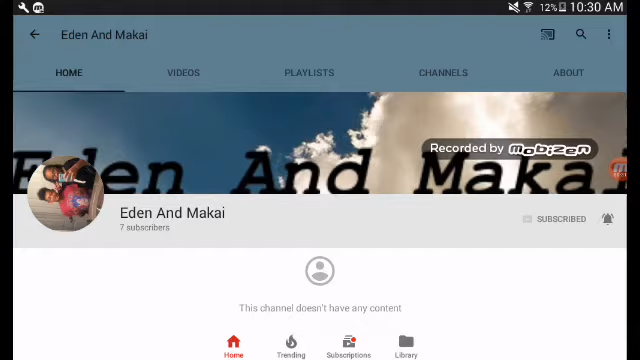 12% 10:30 AM
Eden And Makai
HOME VIDEOS PLAYLISTS CHANNELS ABOUT
Recorded by mobizen
Eden And Makai
Eden And Makai
7 subscribers
SUBSCRIBED
This channel doesn't have any content
Home Trending Subscriptions Library